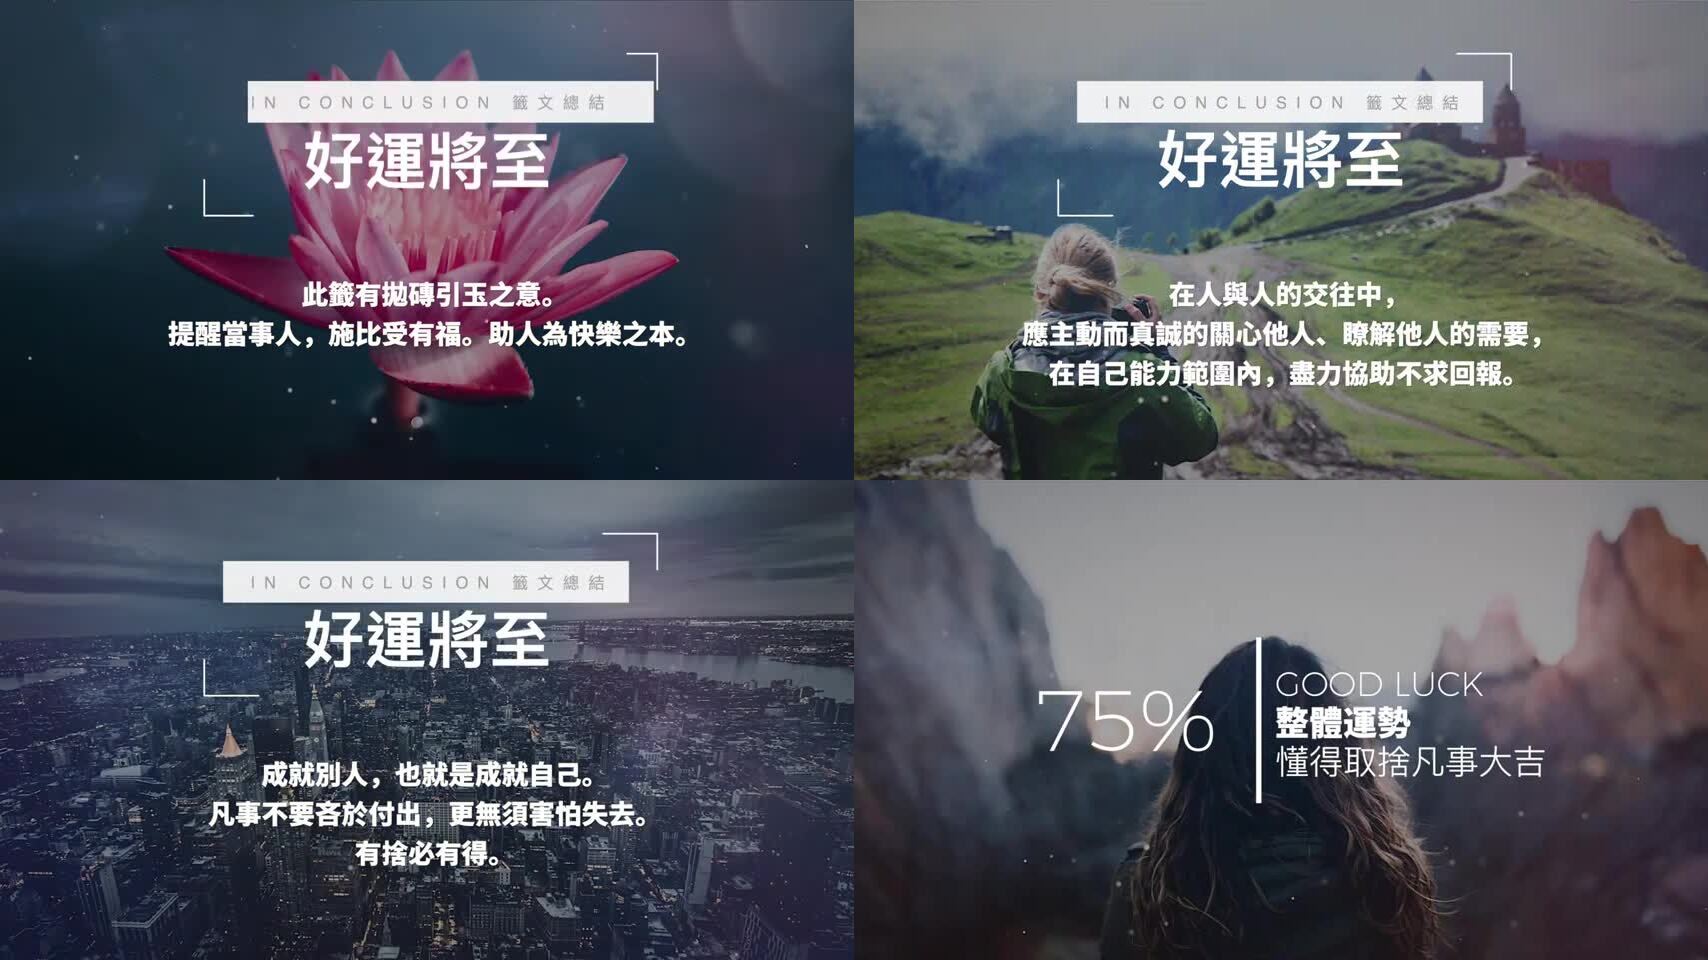 IN CONCLUSION 籤文總結
好運將至
此籤有拋磚引玉之意。
提醒當事人，施比受有福。助人為快樂之本。
IN CONCLUSION 籤文總結
好運將至
在人與人的交往中，
應主動而真誠的關心他人、瞭解他人的需要，
在自己能力範圍內，盡力協助不求回報。
IN CONCLUSION 籤文總結
好運將至
成就別人，也就是成就自己。
凡事不要吝於付出，更無須害怕失去。
有捨必有得。
75%
GOOD LUCK
整體運勢
懂得取捨凡事大吉